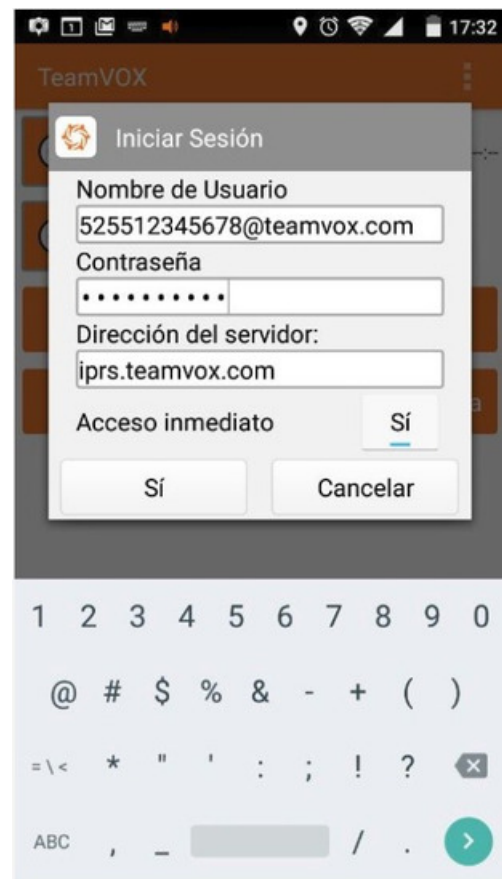 1
17:32
TeamVOX
--:--
Iniciar Sesión
Nombre de Usuario
525512345678@teamvox.com
Contraseña
••••••••••
Dirección del servidor:
iprs.teamvox.com
Acceso inmediato Sí
Sí Cancelar
a
1 2 3 4 5 6 7 8 9 0
@ # $ % & - + ( )
= \ < * " ' : ; ! ?
ABC , _ / .